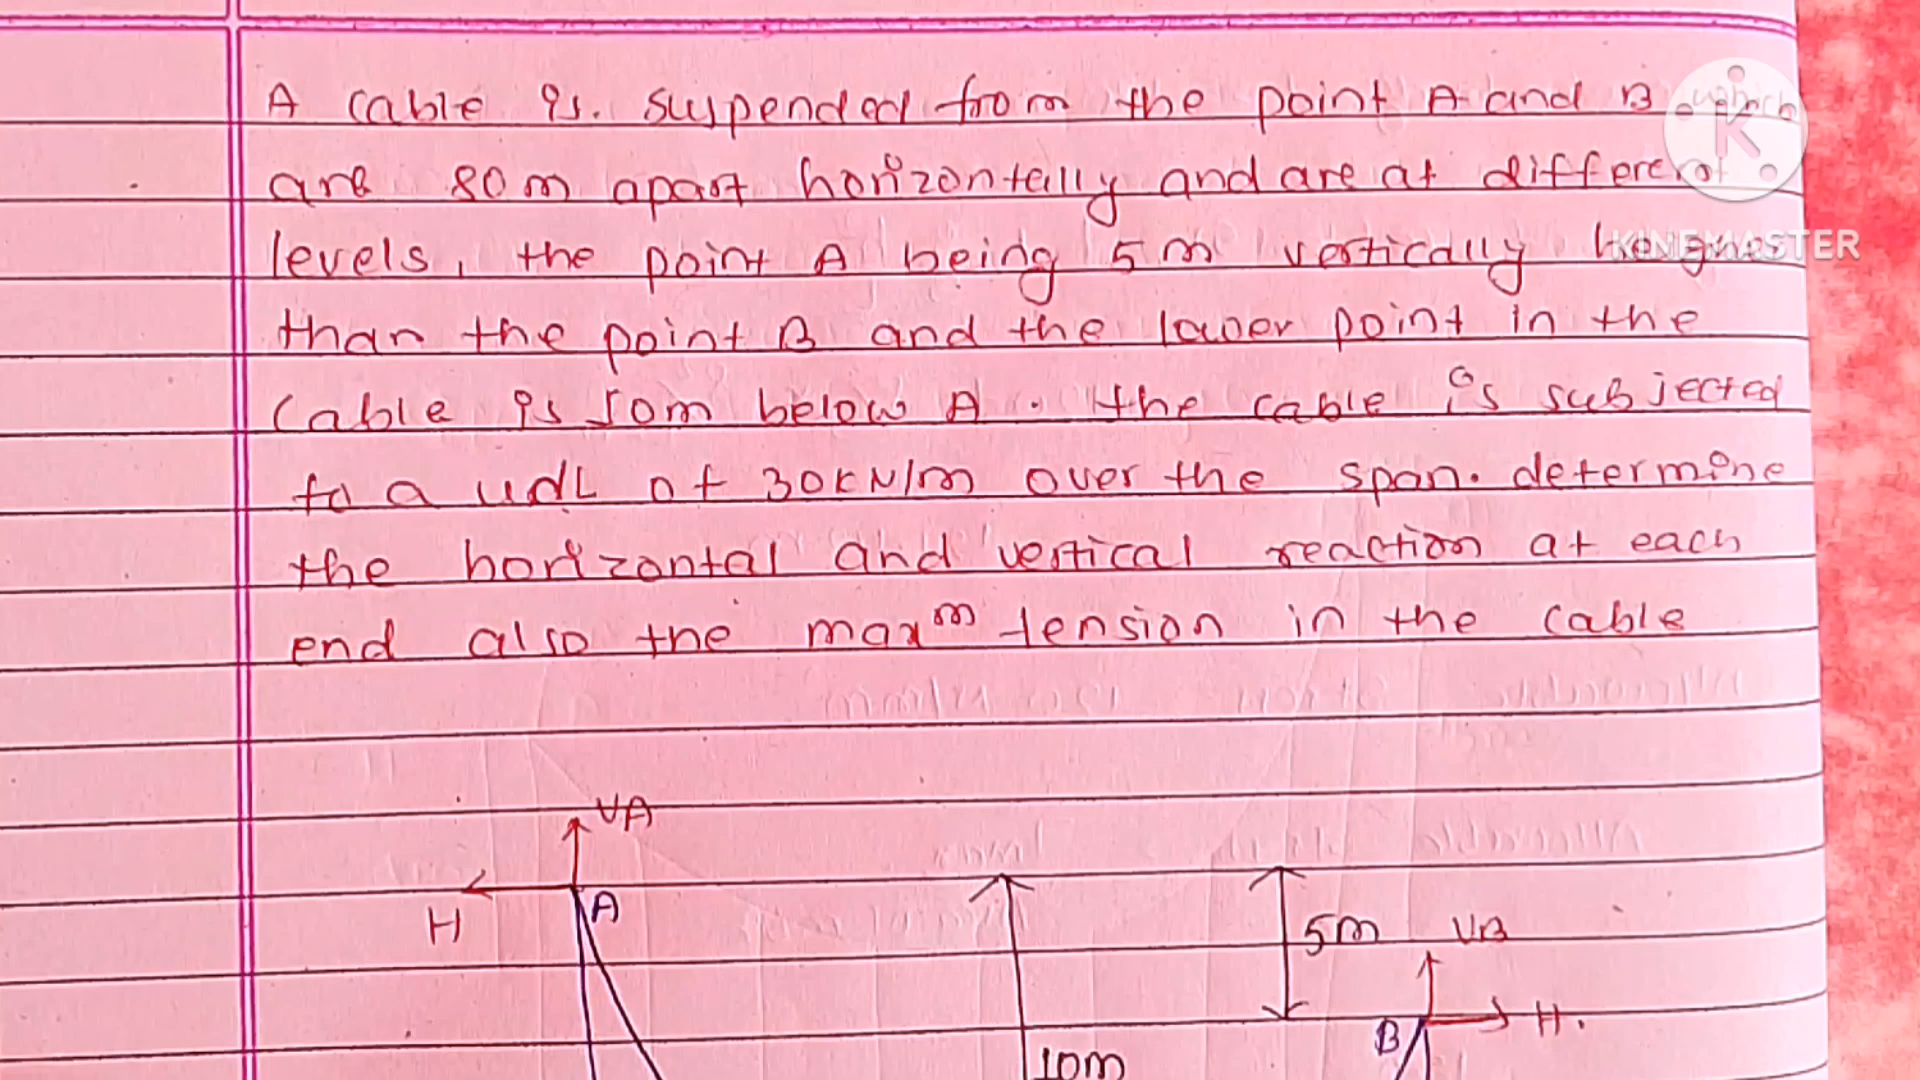 A cable is. suspended from the point A and B which
are 80m apart horizontally and are at different
levels, the point A being 5m vertically
than the point B and the lower point in the
Cable is 10m below A. the cable is subjected
to a udL of 30kN/m over the span. determine
the horizontal and vertical reaction at each
end also the maxm tension in the cable
KINEMASTER
VA
H
A
5m
VB
B
H.
10m